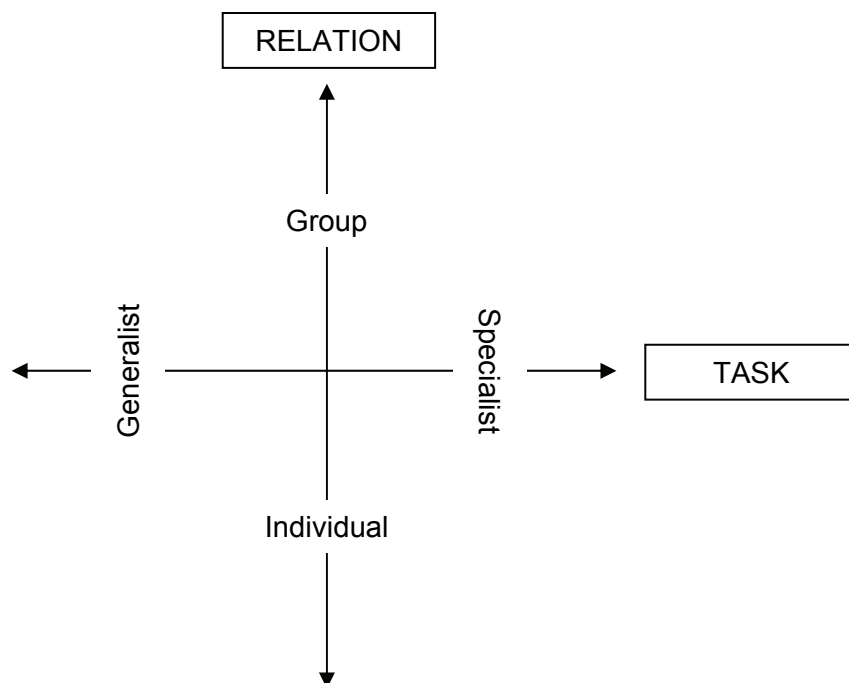 RELATION
Group
Generalist
Specialist
TASK
Individual